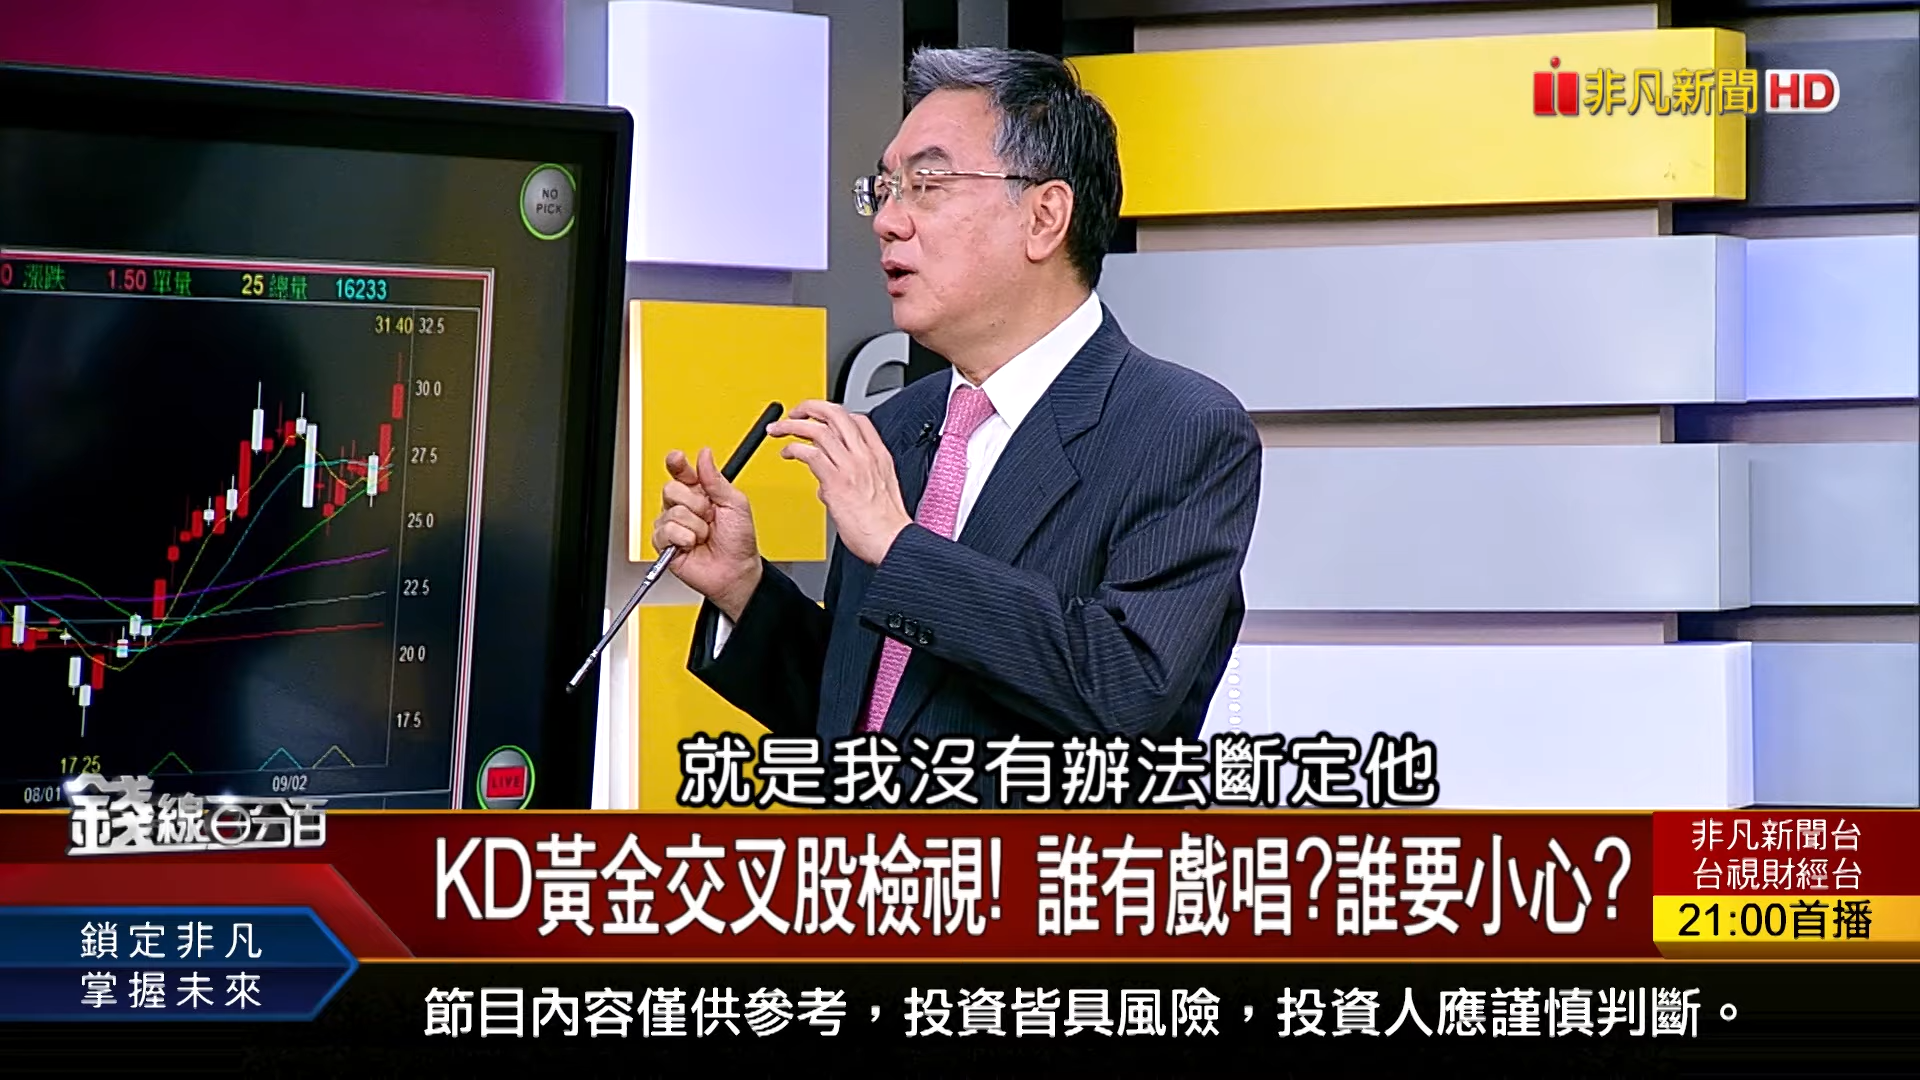 非凡新聞HD
NO
PICK
0 漲跌 1.50 單量 25 總量 16233
31.40 32.5
30.0
27.5
25.0
22.5
20.0
17.5
17.25
08/01 09/02
LIVE
就是我沒有辦法斷定他
錢線百分百
KD黃金交叉股檢視! 誰有戲唱?誰要小心?
非凡新聞台
台視財經台
21:00首播
鎖定非凡
掌握未來
節目內容僅供參考，投資皆具風險，投資人應謹慎判斷。